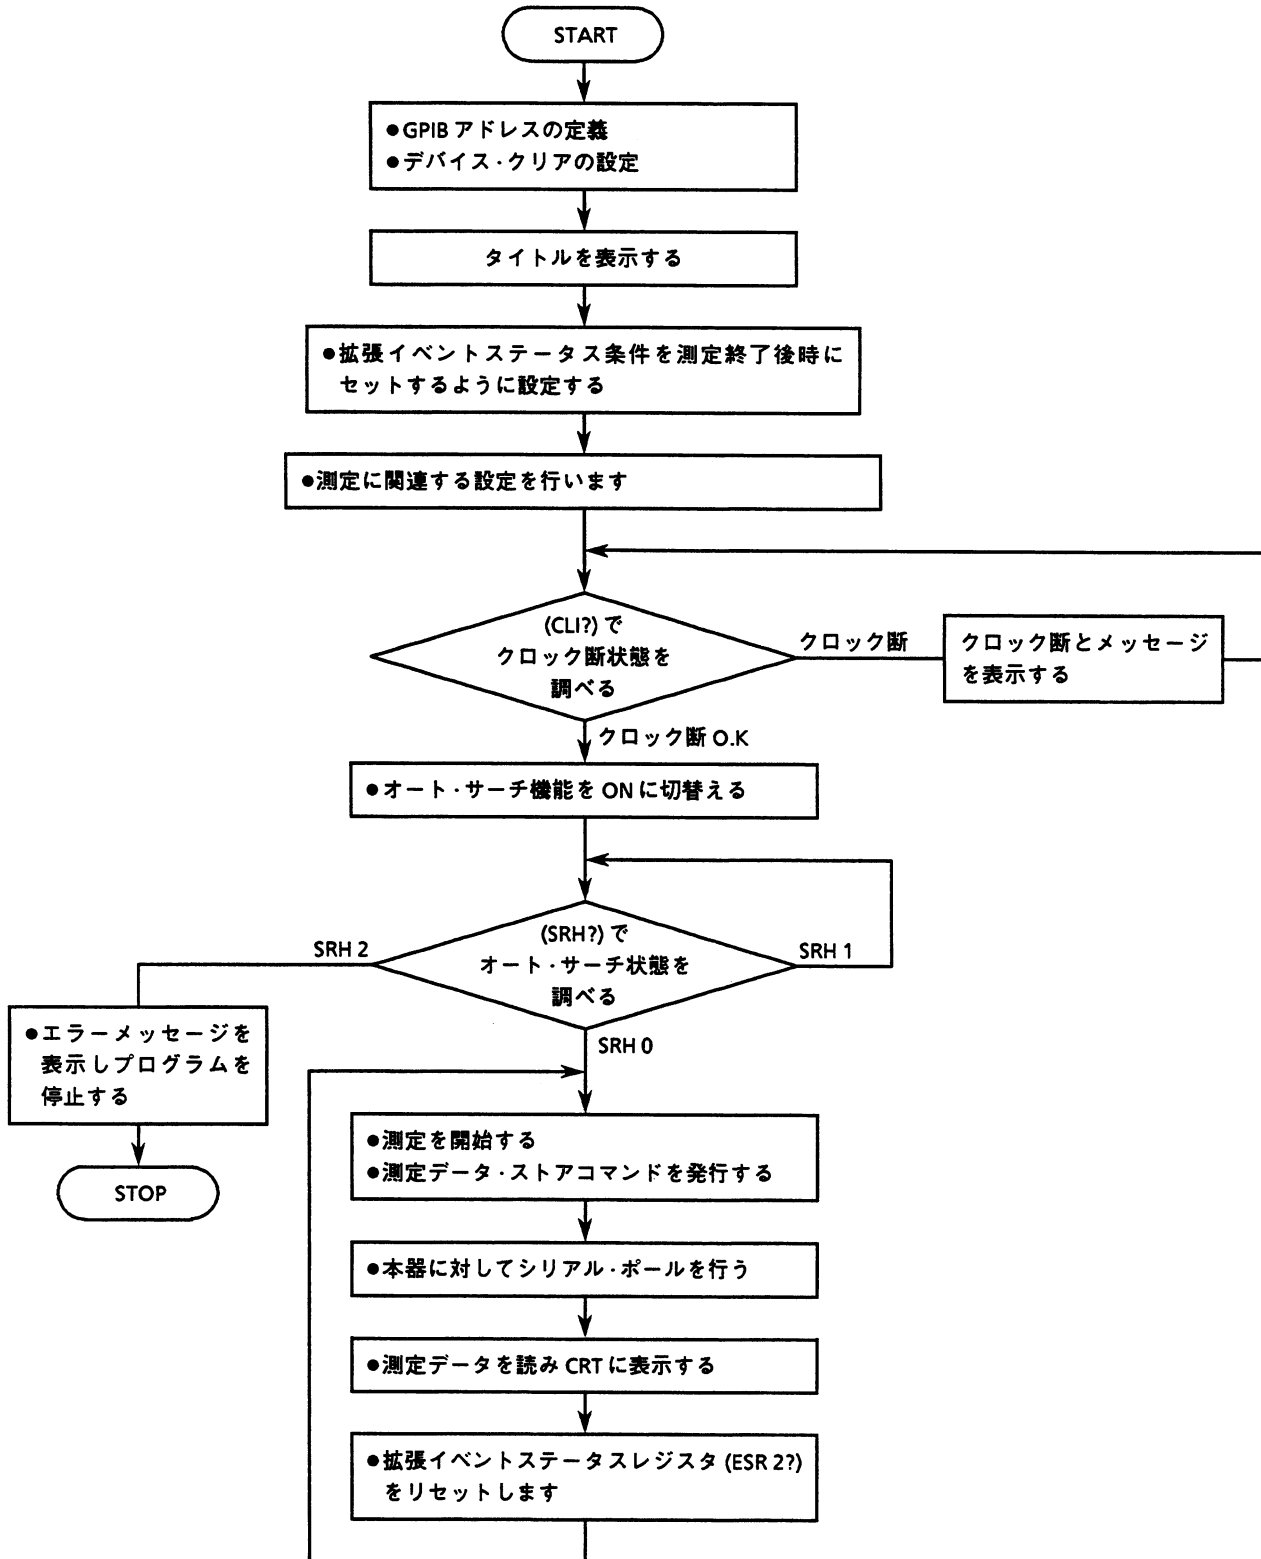 START
●GPIB アドレスの定義
●デバイス・クリアの設定
タイトルを表示する
●拡張イベントステータス条件を測定終了後時に
セットするように設定する
●測定に関連する設定を行います
(CLI?) で
クロック断状態を
調べる
クロック断
クロック断とメッセージ
を表示する
クロック断 O.K
●オート・サーチ機能を ON に切替える
(SRH?) で
オート・サーチ状態を
調べる
SRH 2
SRH 1
SRH 0
●エラーメッセージを
表示しプログラムを
停止する
STOP
●測定を開始する
●測定データ・ストアコマンドを発行する
●本器に対してシリアル・ポールを行う
●測定データを読み CRT に表示する
●拡張イベントステータスレジスタ (ESR 2?)
をリセットします